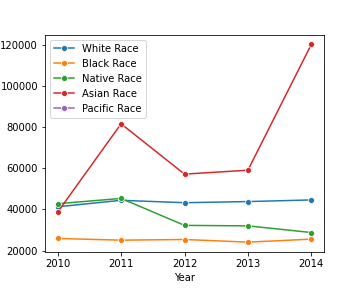 120000
100000
80000
60000
40000
20000
White Race
Black Race
Native Race
Asian Race
Pacific Race
2010 2011 2012 2013 2014
Year